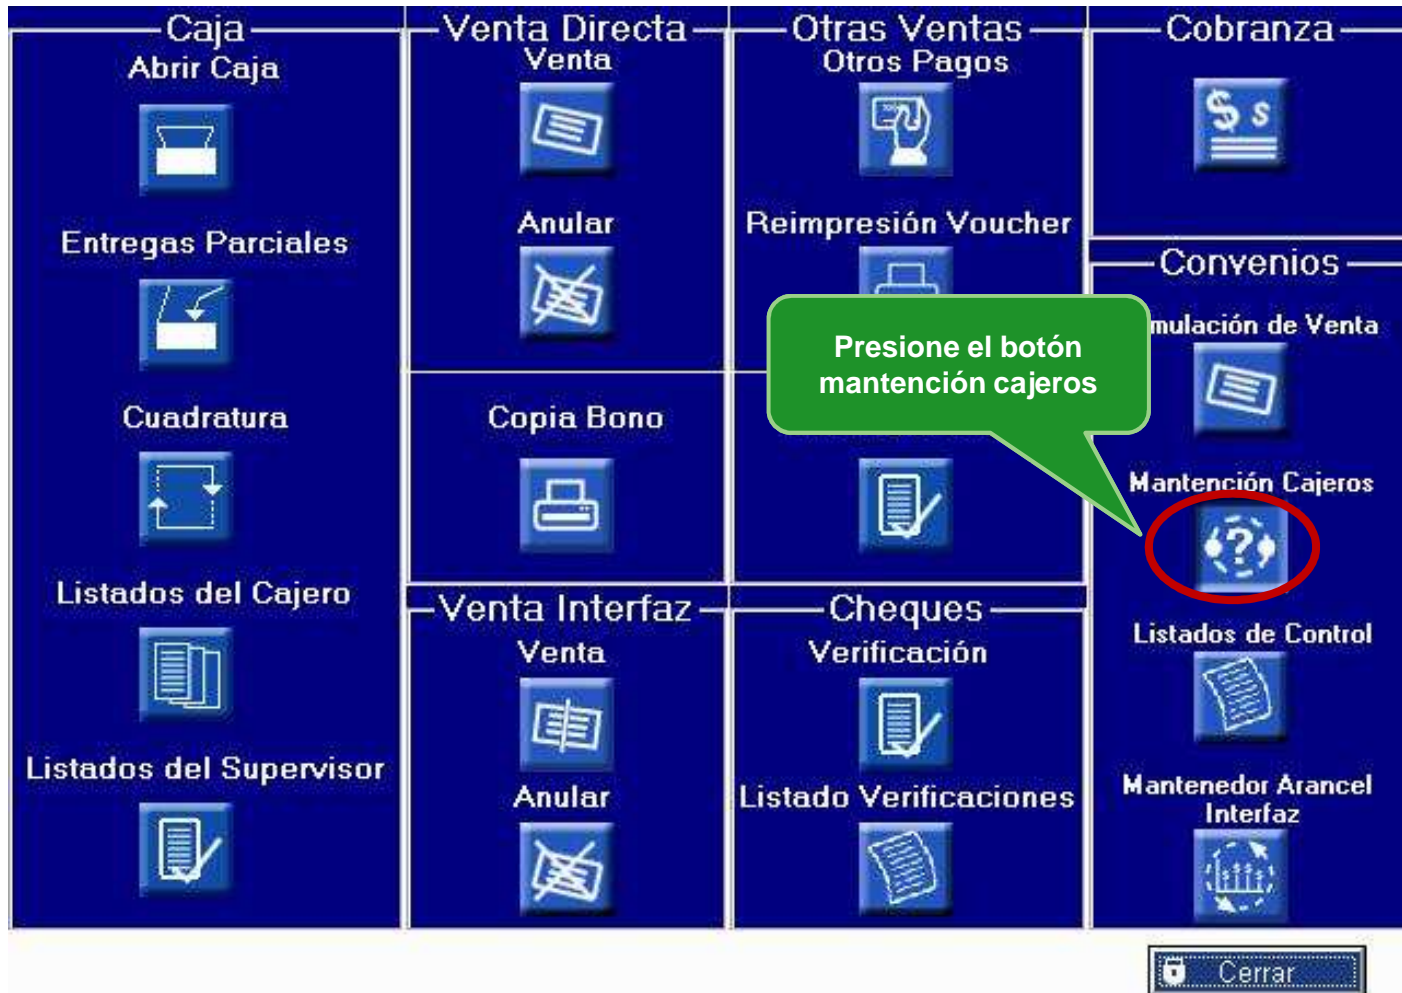 Caja
Abrir Caja
Entregas Parciales
Cuadratura
Listados del Cajero
Listados del Supervisor
Venta Directa
Venta
Anular
Copia Bono
Venta Interfaz
Venta
Anular
Otras Ventas
Otros Pagos
Reimpresión Voucher
Presione el botón
mantención cajeros
Cheques
Verificación
Listado Verificaciones
Cobranza
$ s
Convenios
mulación de Venta
Mantención Cajeros
?
Listados de Control
Mantenedor Arancel
Interfaz
Cerrar